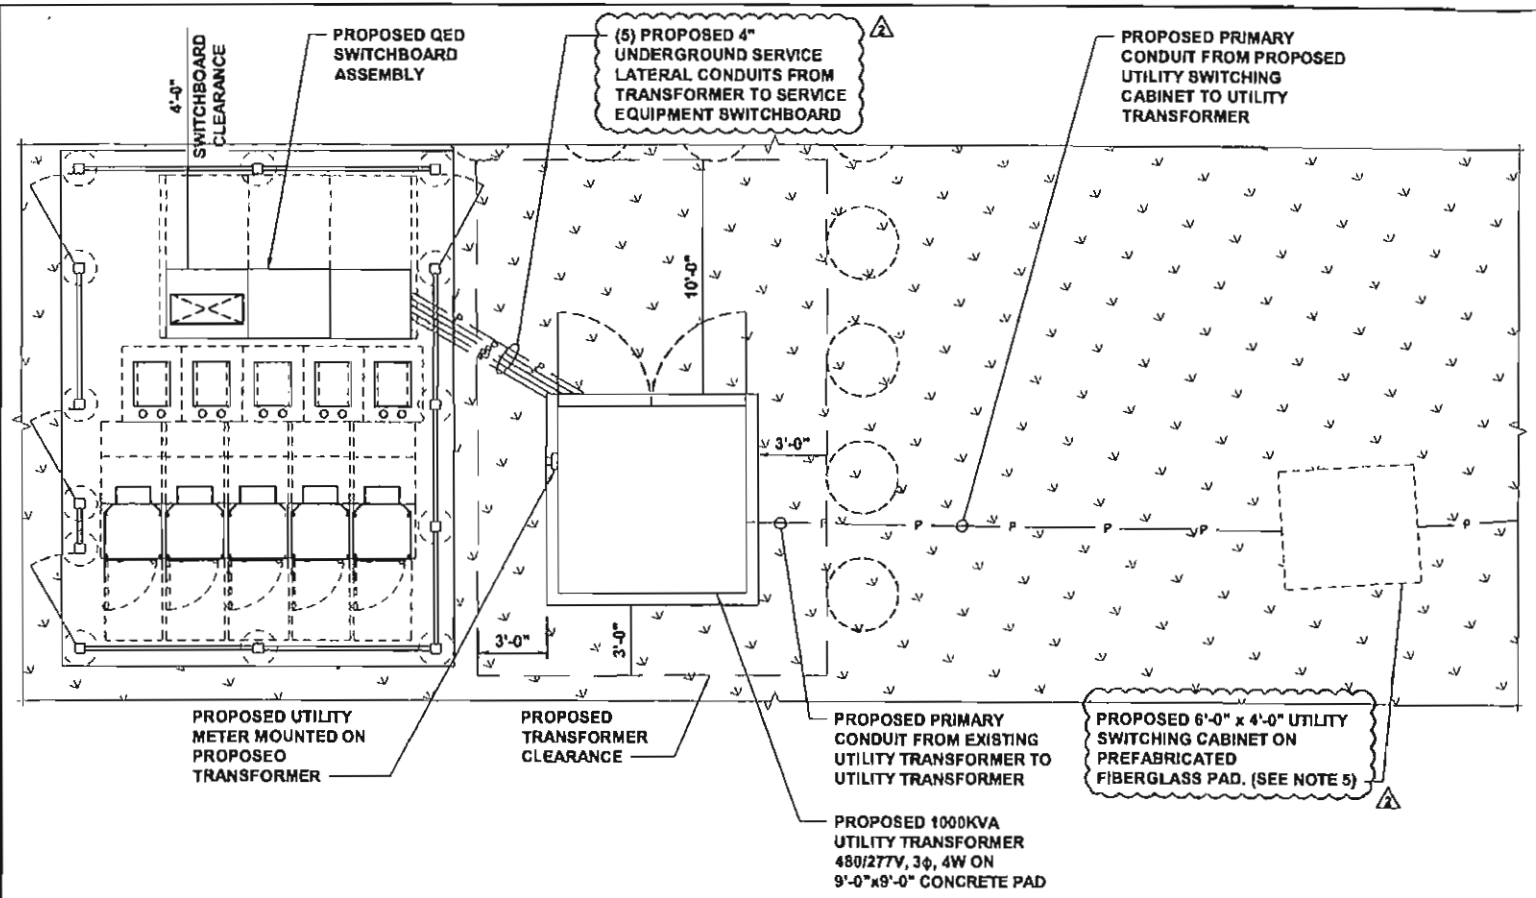 PROPOSED QED
SWITCHBOARD
ASSEMBLY
4'-0"
SWITCHBOARD
CLEARANCE
(5) PROPOSED 4"
UNDERGROUND SERVICE
LATERAL CONDUITS FROM
TRANSFORMER TO SERVICE
EQUIPMENT SWITCHBOARD
2
PROPOSED PRIMARY
CONDUIT FROM PROPOSED
UTILITY SWITCHING
CABINET TO UTILITY
TRANSFORMER
10'-0"
P
P
3'-0"
P
P
P
P
P
3'-0"
3'-0"
PROPOSED UTILITY
METER MOUNTED ON
PROPOSEO
TRANSFORMER
PROPOSED
TRANSFORMER
CLEARANCE
PROPOSED PRIMARY
CONDUIT FROM EXISTING
UTILITY TRANSFORMER TO
UTILITY TRANSFORMER
PROPOSED 6'-0" x 4'-0" UTILITY
SWITCHING CABINET ON
PREFABRICATED
FIBERGLASS PAD. (SEE NOTE 5)
2
PROPOSED 1000KVA
UTILITY TRANSFORMER
480/277V, 3ϕ, 4W ON
9'-0"x9'-0" CONCRETE PAD